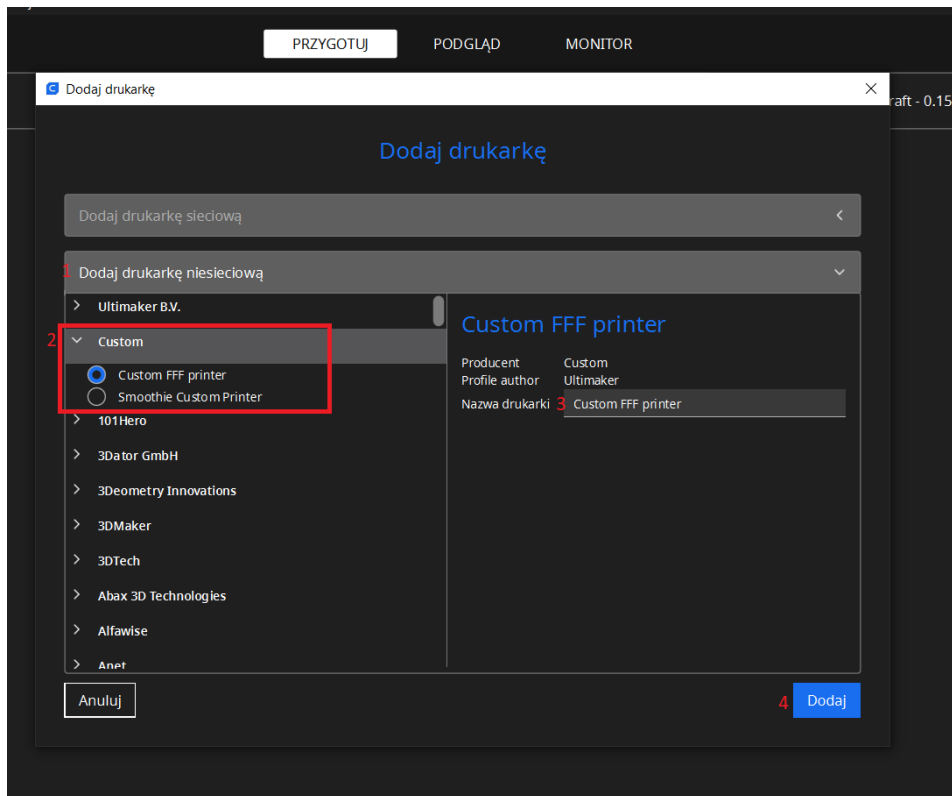 PRZYGOTUJ PODGLĄD MONITOR
Dodaj drukarkę
raft - 0.15
Dodaj drukarkę
Dodaj drukarkę sieciową
1 Dodaj drukarkę niesieciową
Ultimaker B.V.
2 Custom
Custom FFF printer
Smoothie Custom Printer
101Hero
3Dator GmbH
3Deometry Innovations
3DMaker
3DTech
Abax 3D Technologies
Alfawise
Anet
Custom FFF printer
Producent Custom
Profile author Ultimaker
Nazwa drukarki 3 Custom FFF printer
Anuluj
4 Dodaj